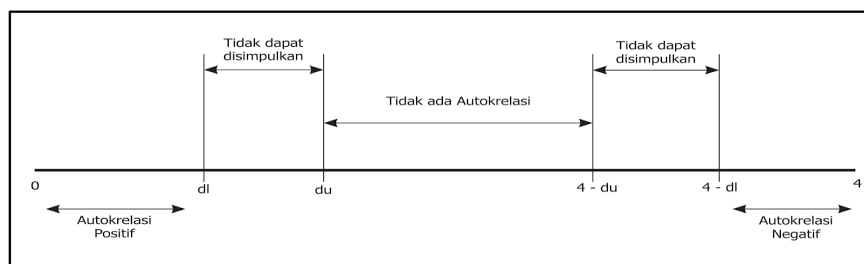 Tidak dapat
disimpulkan
Tidak dapat
disimpulkan
Tidak ada Autokrelasi
0
dl
du
4 - du
4 - dl
4
Autokrelasi
Positif
Autokrelasi
Negatif